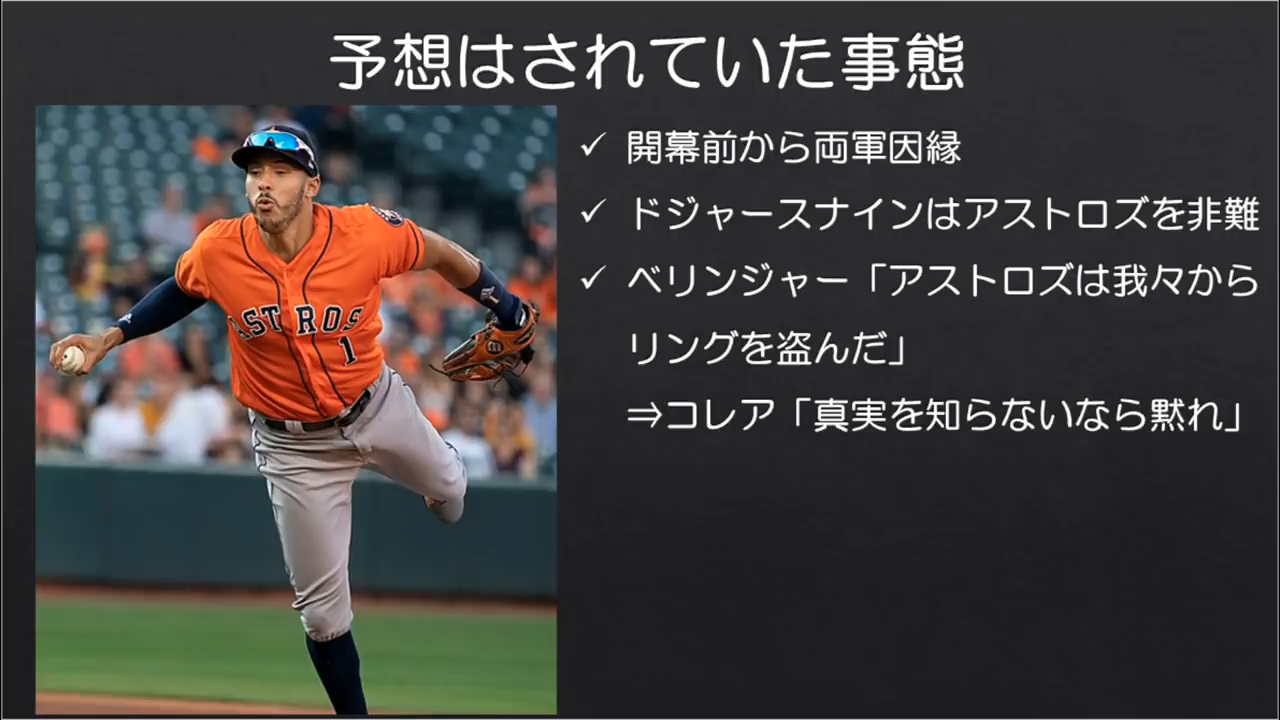 予想はされていた事態
✓ 開幕前から両軍因縁
✓ ドジャースナインはアストロズを非難
✓ ベリンジャー「アストロズは我々から
リングを盗んだ」
⇒コレア「真実を知らないなら黙れ」
ASTROS
1